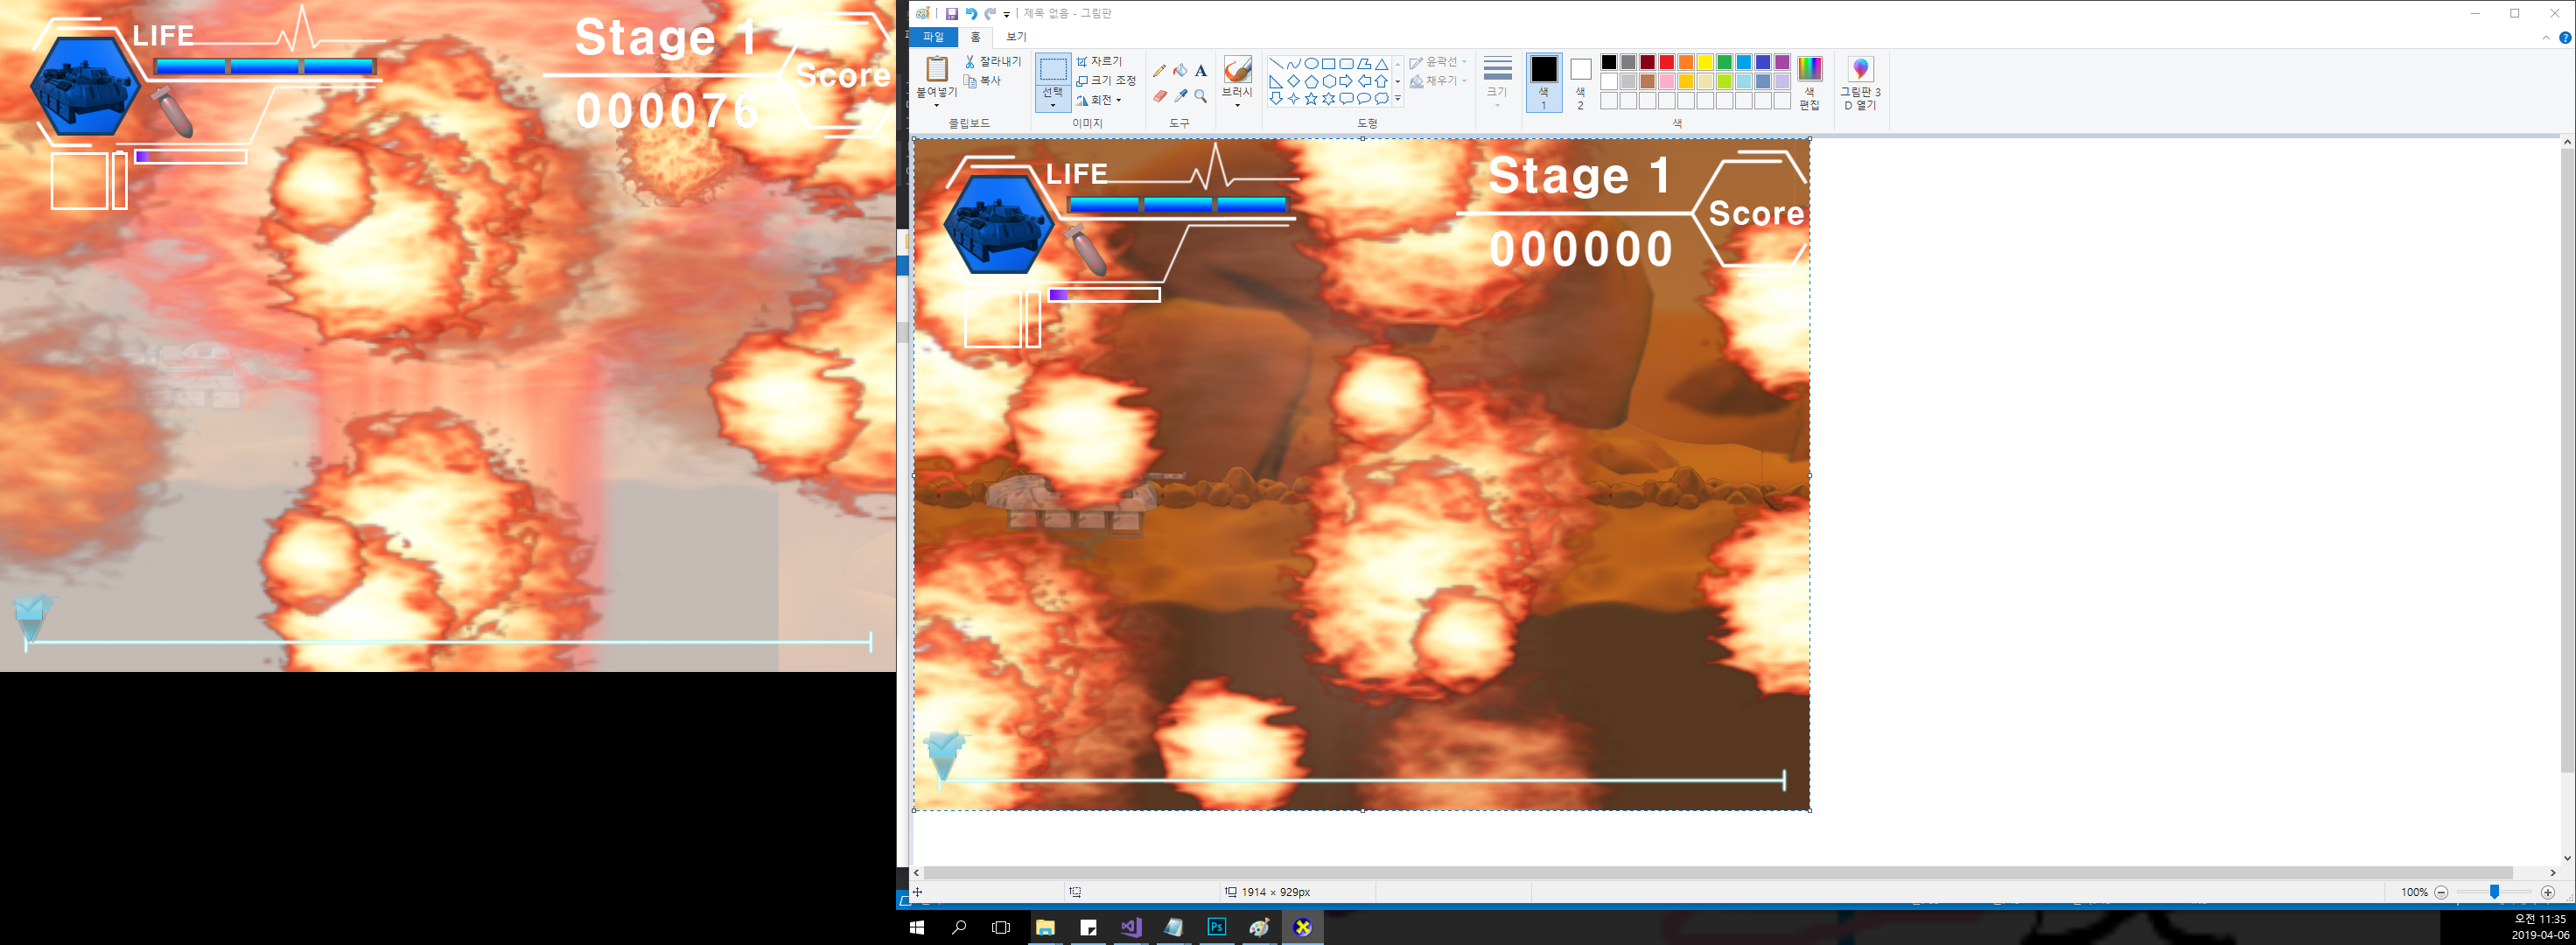 LIFE
Stage 1
Score
000076
제목 없음 - 그림판
파일
홈
보기
붙여넣기
잘라내기
복사
클립보드
선택
자르기
크기 조정
회전
이미지
A
도구
브러시
윤곽선
채우기
도형
크기
색
1
색
2
색
편집
색
그림판 3
D 열기
LIFE
Stage 1
Score
000000
1914 × 929px
100%
Ps
오전 11:35
2019-04-06